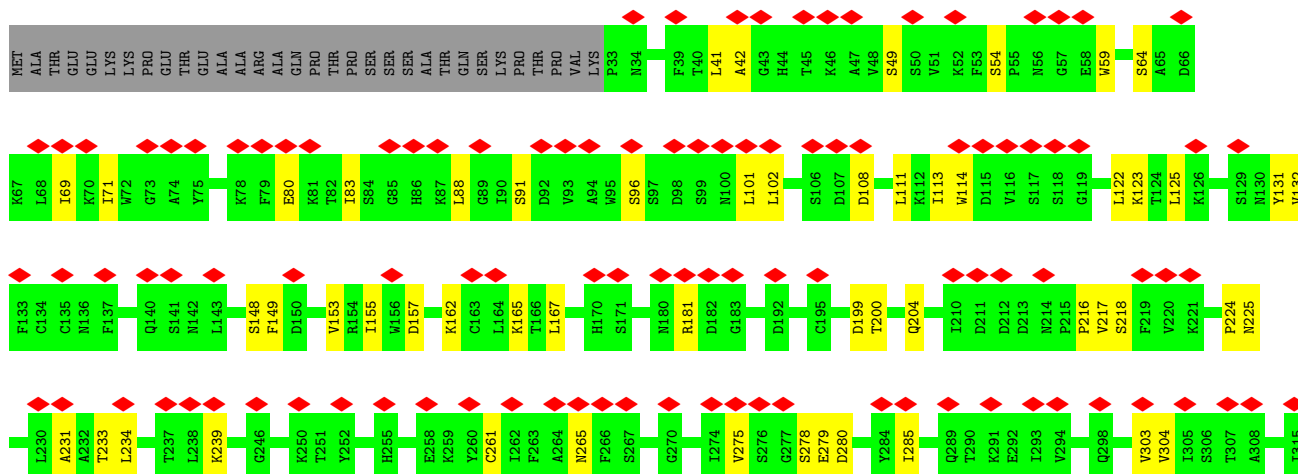 MET ALA THR GLU GLU LYS LYS PRO GLU THR GLU ALA ALA ARG ALA GLN PRO THR PRO SER SER SER ALA THR GLN SER LYS PRO THR PRO VAL LYS P33 N34 F39 T40 L41 A42 G43 H44 T45 K46 A47 V48 S49 S50 V51 K52 F53 S54 P55 N56 G57 E58 W59 S64 A65 D66
K67 L68 I69 K70 I71 W72 G73 A74 Y75 K78 F79 E80 K81 T82 I83 S84 G85 H86 K87 L88 G89 I90 S91 D92 V93 A94 W95 S96 S97 D98 S99 N100 L101 L102 S106 D107 D108 L111 K112 I113 W114 D115 V116 S117 S118 G119 L122 K123 T124 L125 K126 S129 N130 Y131 V132
F133 C134 C135 N136 F137 Q140 S141 N142 L143 S148 F149 D150 V153 R154 I155 W156 D157 K162 C163 L164 K165 T166 L167 H170 S171 N180 R181 D182 G183 D192 C195 D199 T200 Q204 I210 D211 D212 D213 N214 P215 P216 V217 S218 F219 V220 K221 P224 N225
L230 A231 A232 T233 L234 T237 L238 K239 G246 K250 T251 Y252 H255 E258 K259 Y260 C261 I262 F263 A264 N265 F266 S267 G270 I274 V275 S276 G277 S278 E279 D280 Y284 I285 Q289 T290 K291 E292 I293 V294 Q298 V303 V304 I305 S306 T307 A308 I315